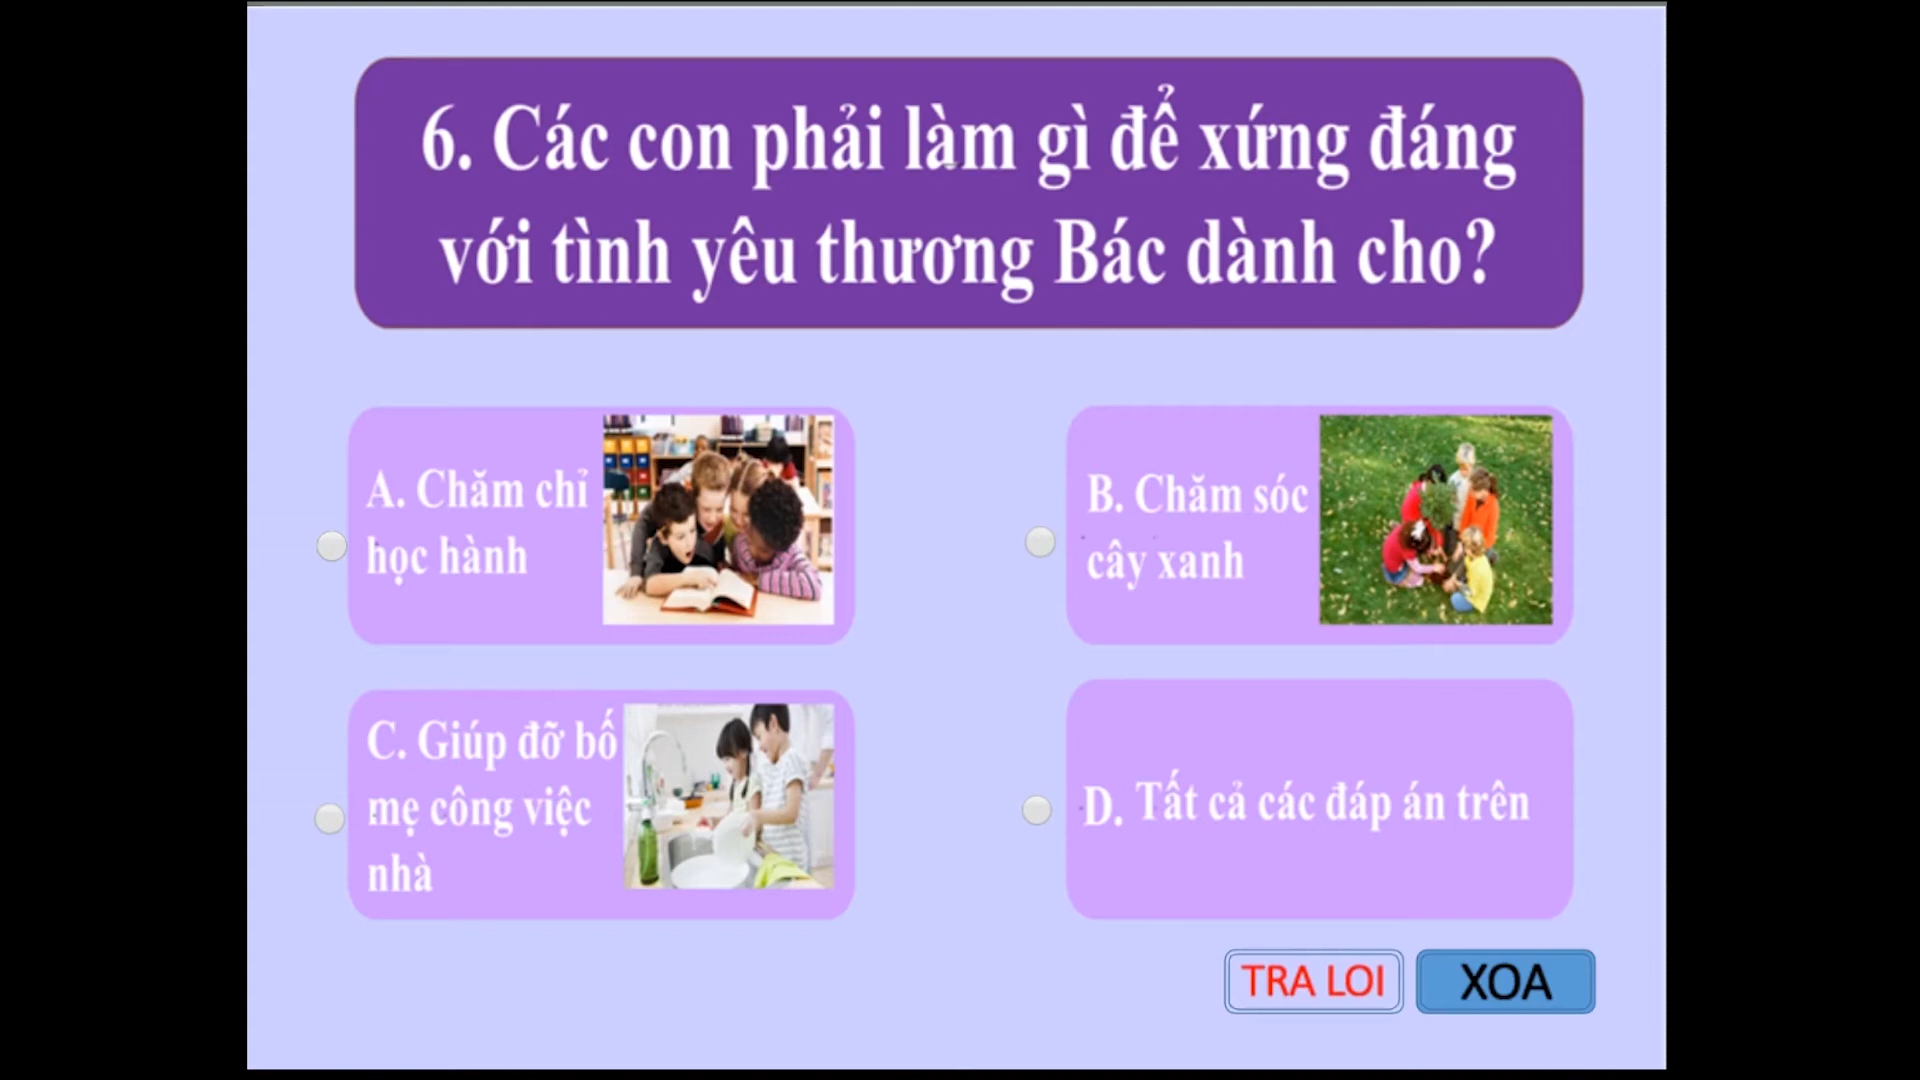 6. Các con phải làm gì để xứng đáng
với tình yêu thương Bác dành cho?
A. Chăm chỉ
học hành
B. Chăm sóc
cây xanh
C. Giúp đỡ bố
mẹ công việc
nhà
D. Tất cả các đáp án trên
TRA LOI
XOA